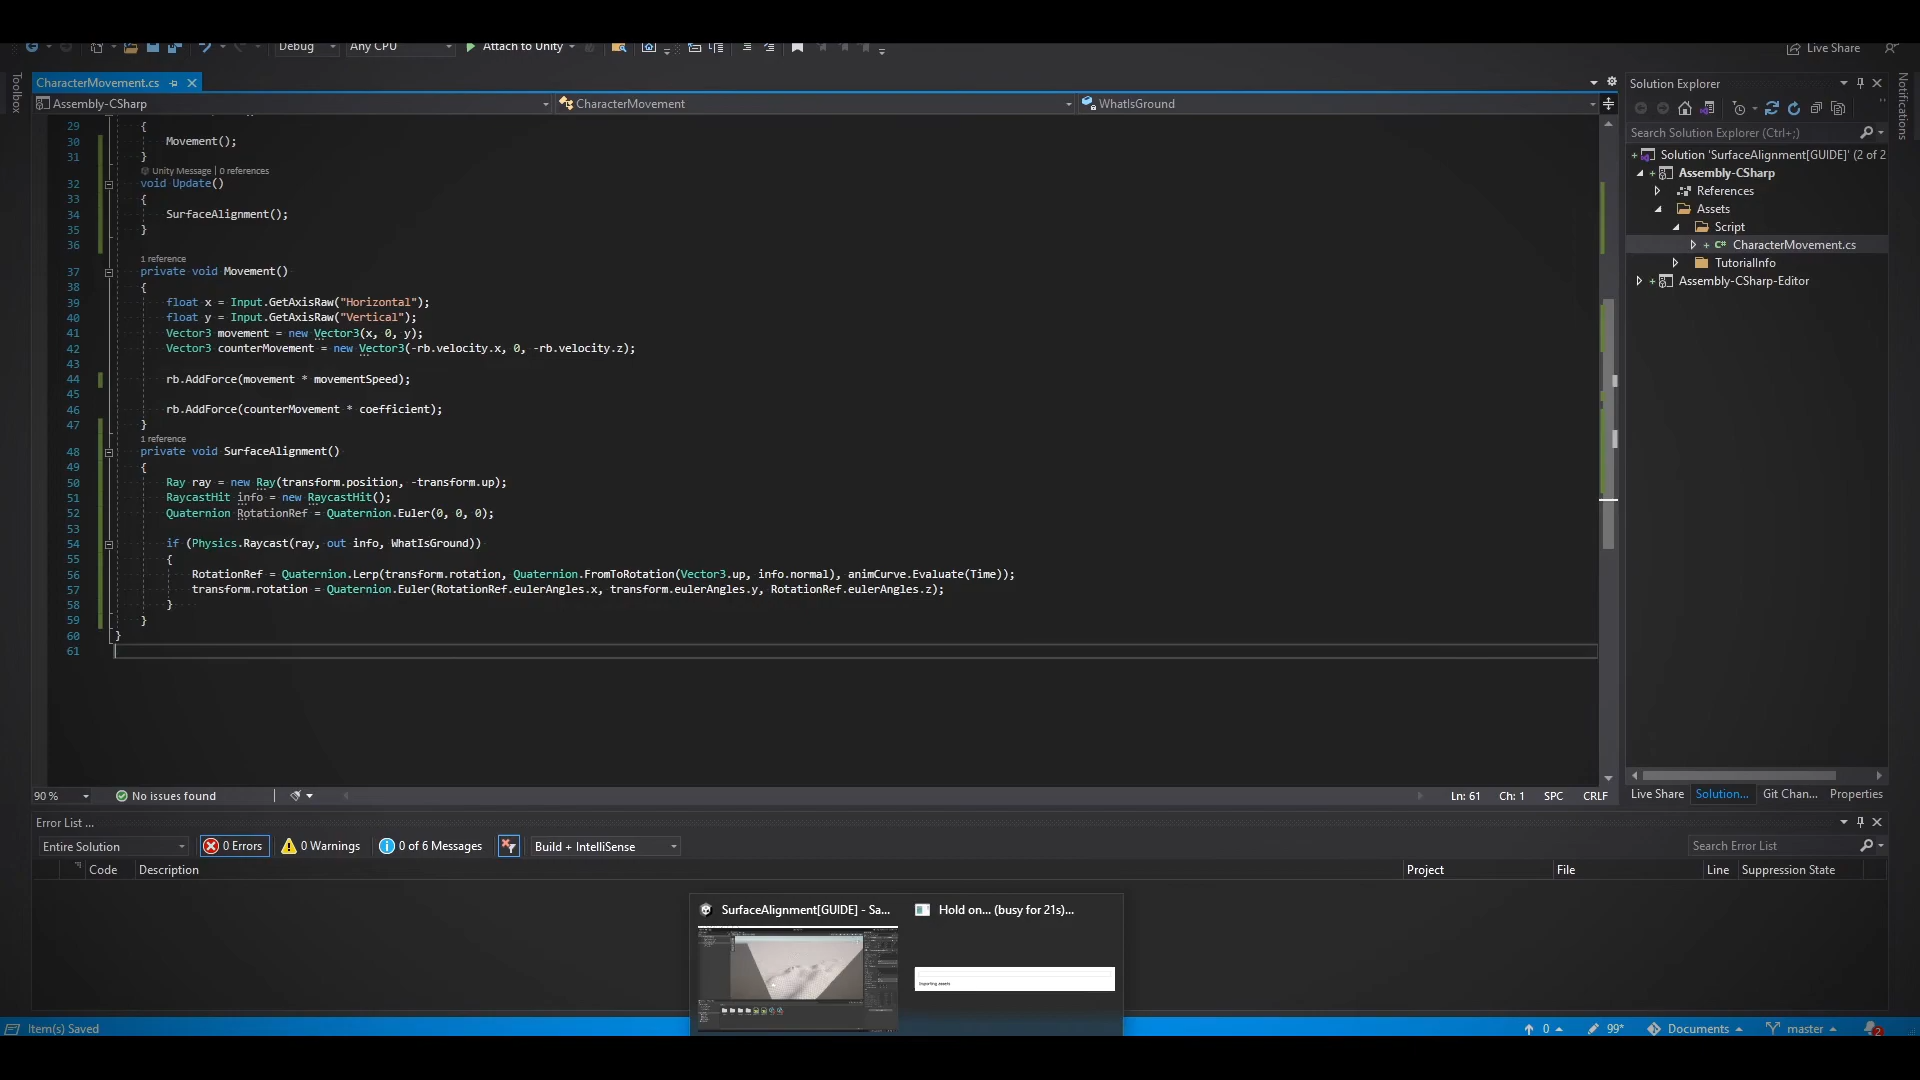 Debug
Any CPU
Attach to Unity
Live Share
Toolbox
CharacterMovement.cs
Assembly-CSharp
CharacterMovement
WhatIsGround
29 {
30 Movement();
31 }
Unity Message | 0 references
32 void Update()
33 {
34 SurfaceAlignment();
35 }
36
1 reference
37 private void Movement()
38 {
39 float x = Input.GetAxisRaw("Horizontal");
40 float y = Input.GetAxisRaw("Vertical");
41 Vector3 movement = new Vector3(x, 0, y);
42 Vector3 counterMovement = new Vector3(-rb.velocity.x, 0, -rb.velocity.z);
43
44 rb.AddForce(movement * movementSpeed);
45
46 rb.AddForce(counterMovement * coefficient);
47 }
1 reference
48 private void SurfaceAlignment()
49 {
50 Ray ray = new Ray(transform.position, -transform.up);
51 RaycastHit info = new RaycastHit();
52 Quaternion RotationRef = Quaternion.Euler(0, 0, 0);
53
54 if (Physics.Raycast(ray, out info, WhatIsGround))
55 {
56 RotationRef = Quaternion.Lerp(transform.rotation, Quaternion.FromToRotation(Vector3.up, info.normal), animCurve.Evaluate(Time));
57 transform.rotation = Quaternion.Euler(RotationRef.eulerAngles.x, transform.eulerAngles.y, RotationRef.eulerAngles.z);
58 }
59 }
60 }
61
90 %
No issues found
Ln: 61
Ch: 1
SPC
CRLF
Solution Explorer
Search Solution Explorer (Ctrl+;)
Solution 'SurfaceAlignment[GUIDE]' (2 of 2
Assembly-CSharp
References
Assets
Script
C# CharacterMovement.cs
TutorialInfo
Assembly-CSharp-Editor
Notifications
Live Share
Solution...
Git Chan...
Properties
Error List ...
Entire Solution
0 Errors
0 Warnings
0 of 6 Messages
Build + IntelliSense
Search Error List
Code
Description
Project
File
Line
Suppression State
SurfaceAlignment[GUIDE] - Sa...
Hold on... (busy for 21s)...
Importing assets
Item(s) Saved
0
99*
Documents
master
2